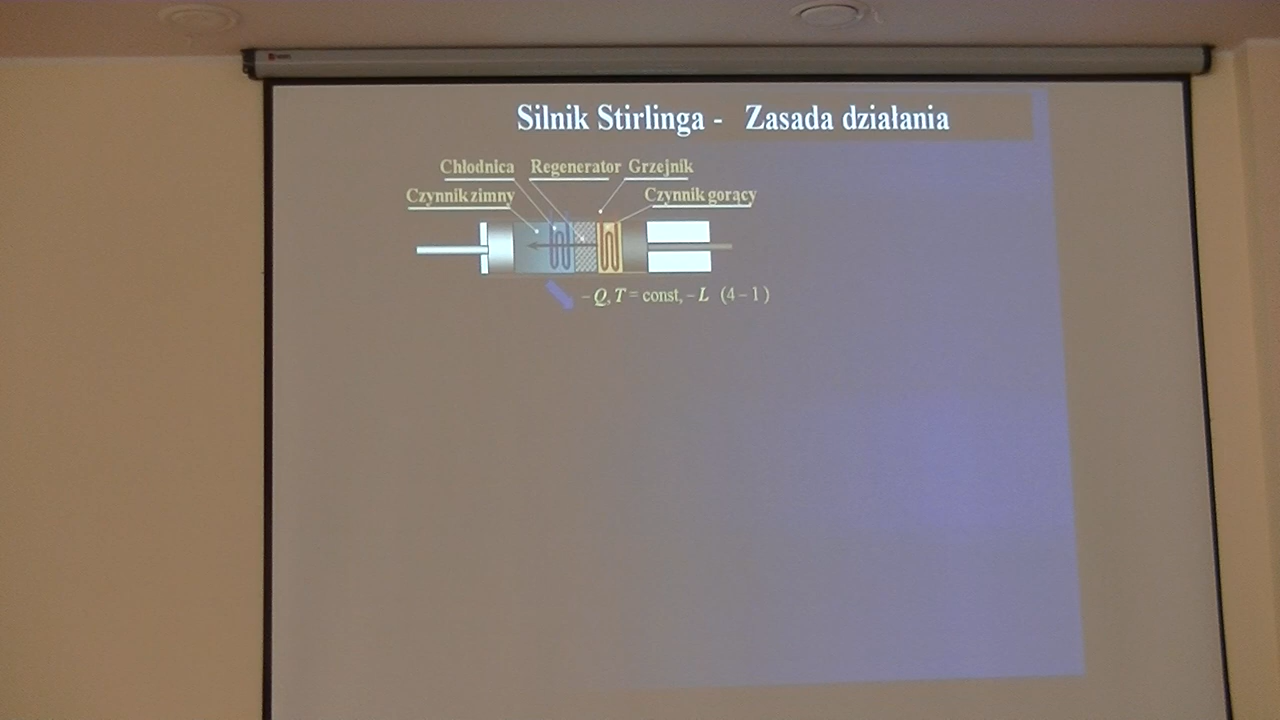 Silnik Stirlinga - Zasada działania
Chłodnica Regenerator Grzejnik
Czynnik zimny Czynnik gorący
– Q, T = const, – L (4 – 1)